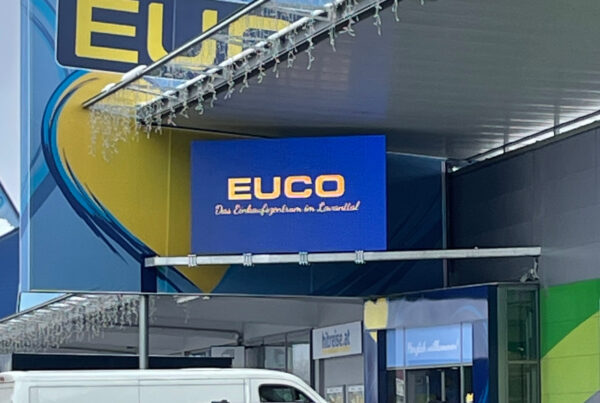 EUCO
EUCO
Das Einkaufszentrum im Lavanttal
hitreise.at
Herzlich willkommen!